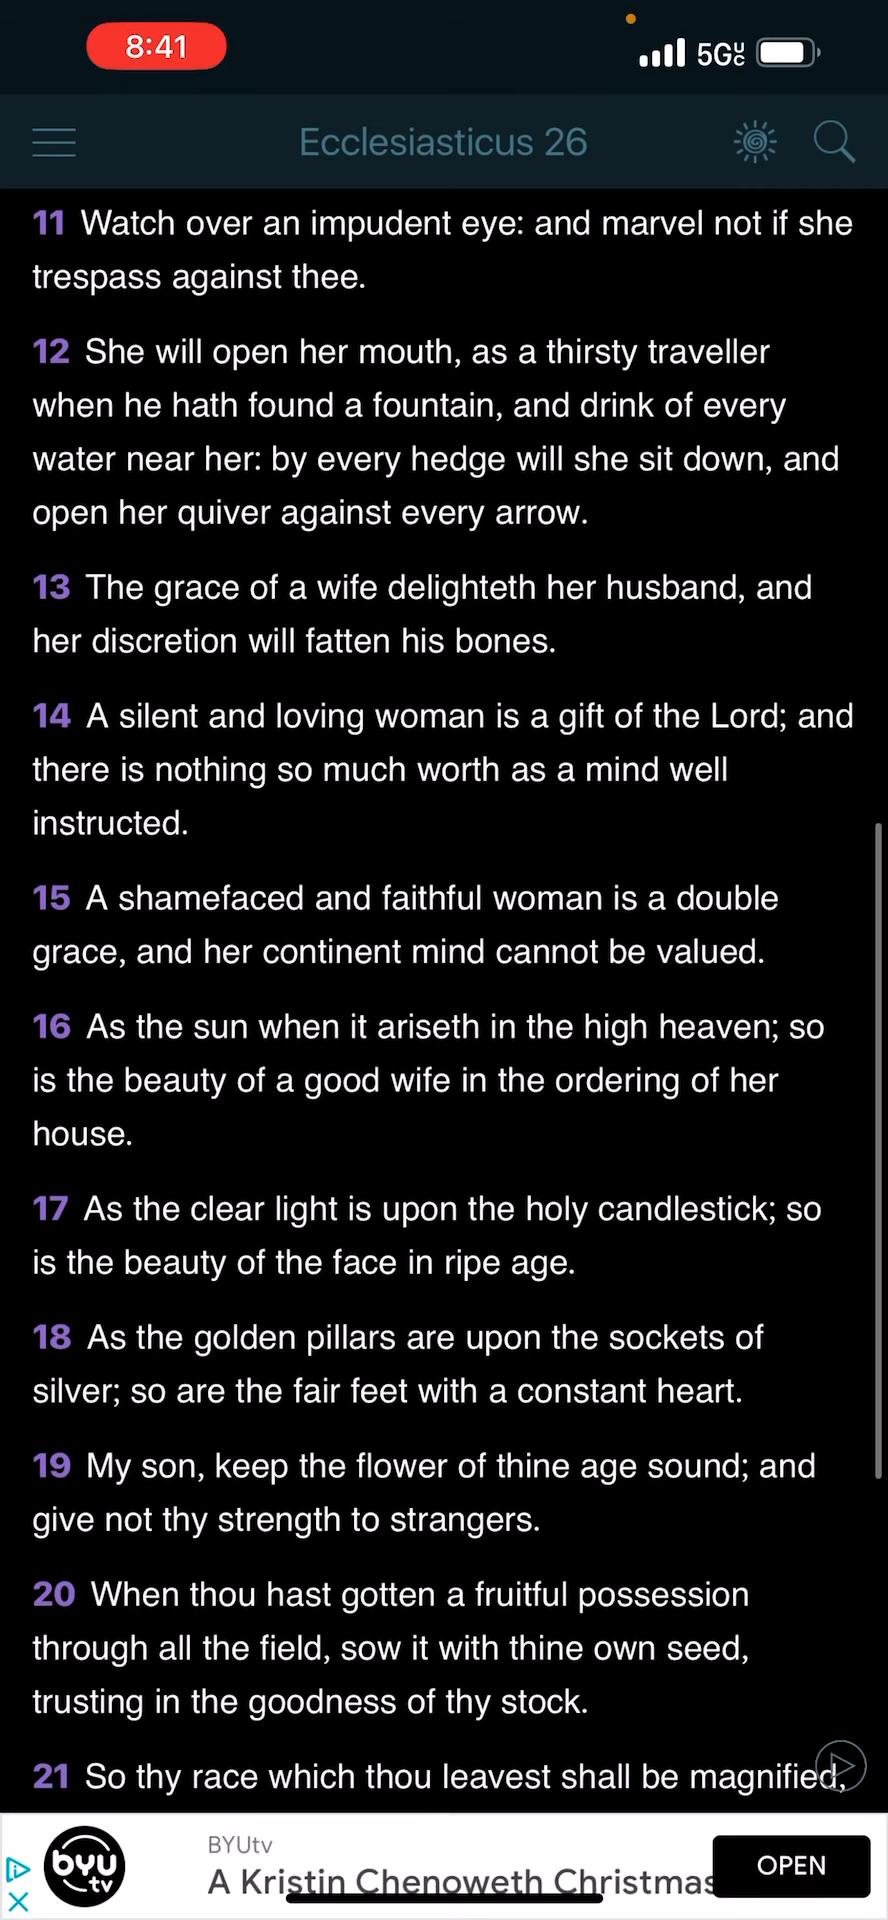 8:41
5G UC
Ecclesiasticus 26
11 Watch over an impudent eye: and marvel not if she
trespass against thee.
12 She will open her mouth, as a thirsty traveller
when he hath found a fountain, and drink of every
water near her: by every hedge will she sit down, and
open her quiver against every arrow.
13 The grace of a wife delighteth her husband, and
her discretion will fatten his bones.
14 A silent and loving woman is a gift of the Lord; and
there is nothing so much worth as a mind well
instructed.
15 A shamefaced and faithful woman is a double
grace, and her continent mind cannot be valued.
16 As the sun when it ariseth in the high heaven; so
is the beauty of a good wife in the ordering of her
house.
17 As the clear light is upon the holy candlestick; so
is the beauty of the face in ripe age.
18 As the golden pillars are upon the sockets of
silver; so are the fair feet with a constant heart.
19 My son, keep the flower of thine age sound; and
give not thy strength to strangers.
20 When thou hast gotten a fruitful possession
through all the field, sow it with thine own seed,
trusting in the goodness of thy stock.
21 So thy race which thou leavest shall be magnified,
byu
tv
BYUtv
A Kristin Chenoweth Christmas
OPEN